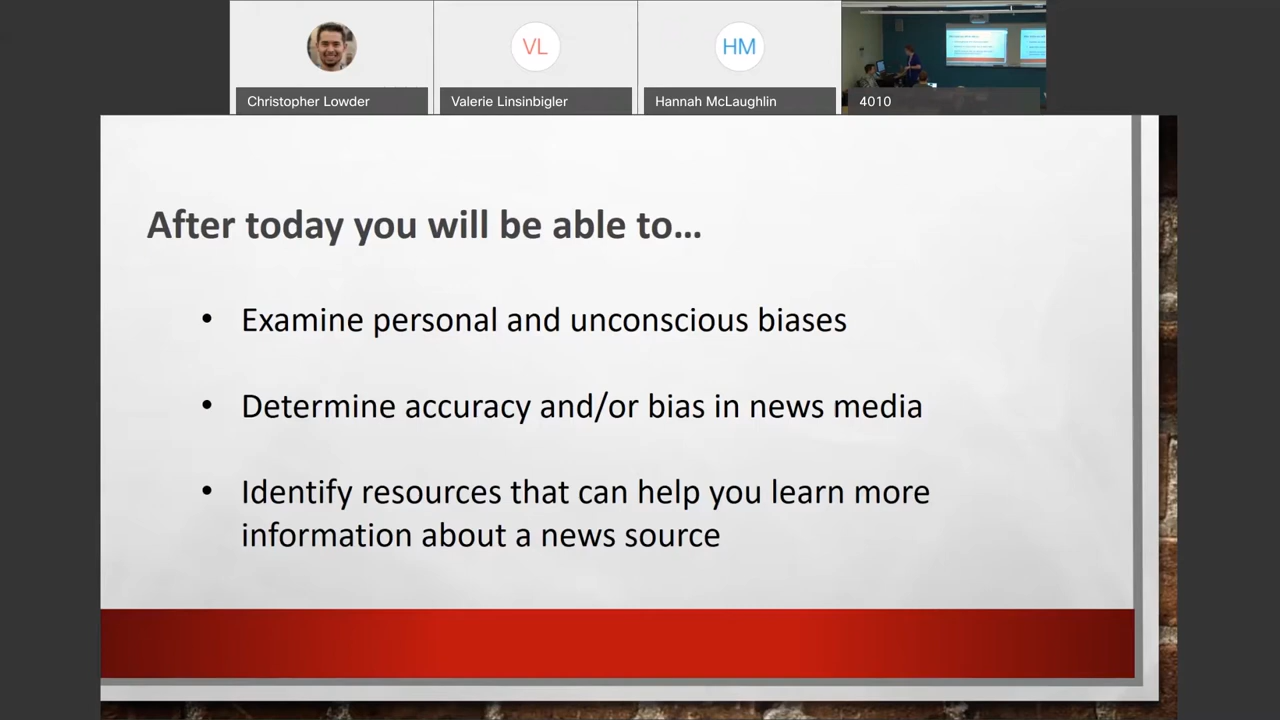 VL
HM
Christopher Lowder
Valerie Linsinbigler
Hannah McLaughlin
4010
After today you will be able to...
• Examine personal and unconscious biases
• Determine accuracy and/or bias in news media
• Identify resources that can help you learn more
information about a news source